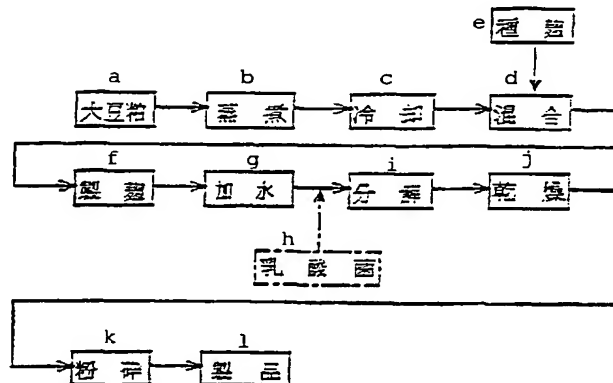 e 種 麹
a b c d
大豆粕 蒸 煮 冷 却 混 合
f g i j
製 麹 加 水 分 解 乾 燥
h
乳 酸 菌
k l
粉 砕 製 品